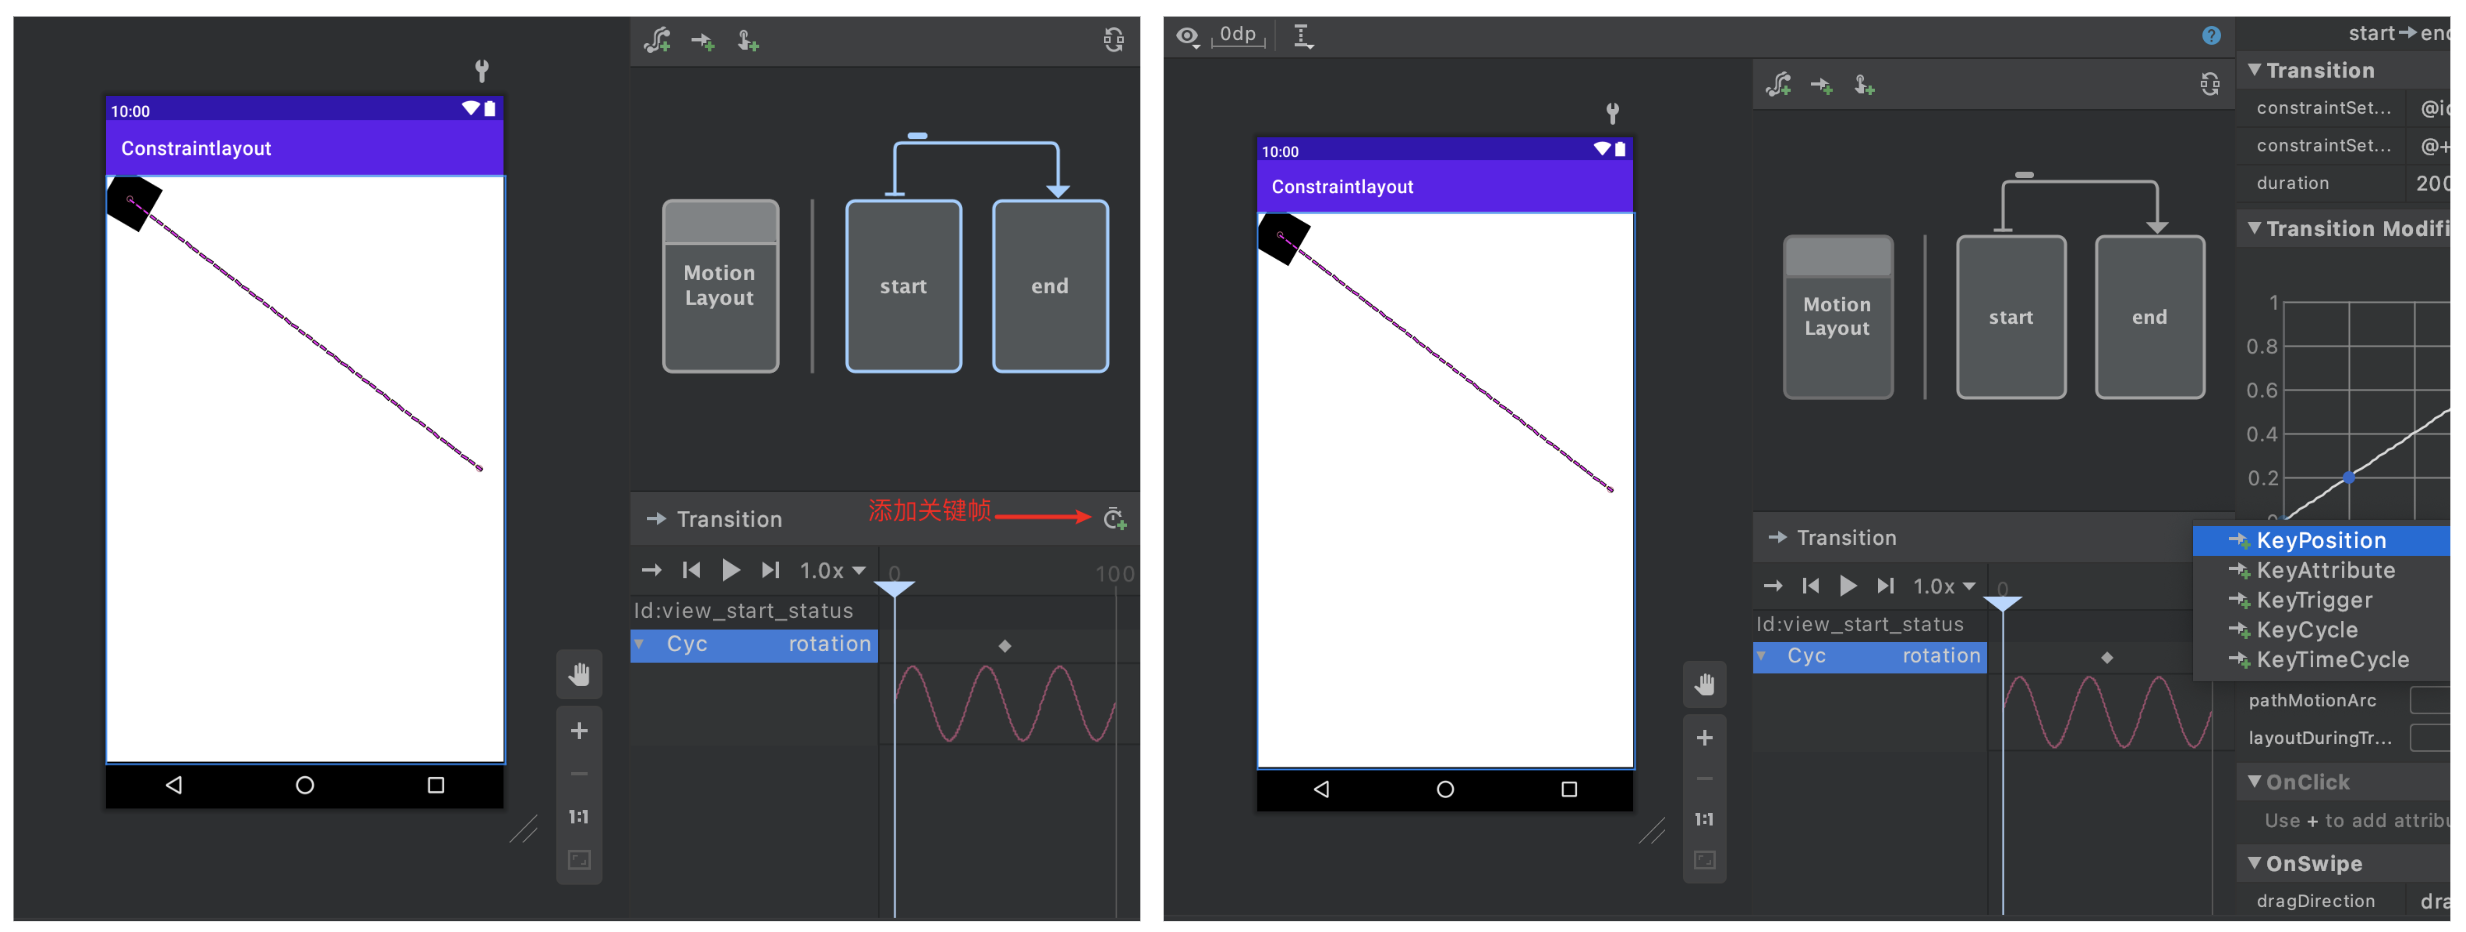 10:00
Constraintlayout
Motion
Layout
start
end
Transition
添加关键帧
1.0x
0
100
Id:view_start_status
Cyc rotation
1:1
0dp
10:00
Constraintlayout
Motion
Layout
start
end
Transition
1.0x
0
Id:view_start_status
Cyc rotation
1:1
?
start
Transition
constraintSet...
constraintSet...
@+
duration
200
Transition Modifi
1
0.8
0.6
0.4
0.2
KeyPosition
KeyAttribute
KeyTrigger
KeyCycle
KeyTimeCycle
pathMotionArc
layoutDuringTr...
OnClick
Use + to add attribu
OnSwipe
dragDirection
dra